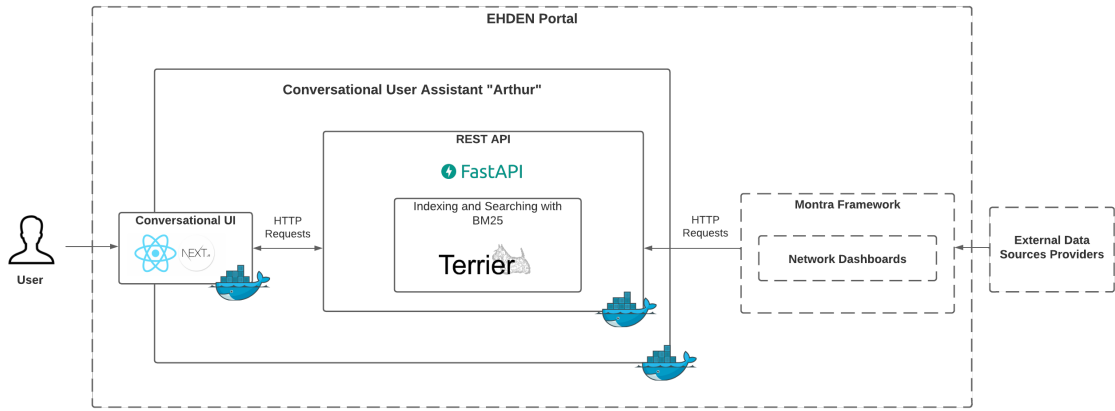 EHDEN Portal
Conversational User Assistant "Arthur"
REST API
FastAPI
Indexing and Searching with
BM25
Terrier
Conversational UI
NEXT.
HTTP
Requests
User
HTTP
Requests
Montra Framework
Network Dashboards
External Data
Sources Providers